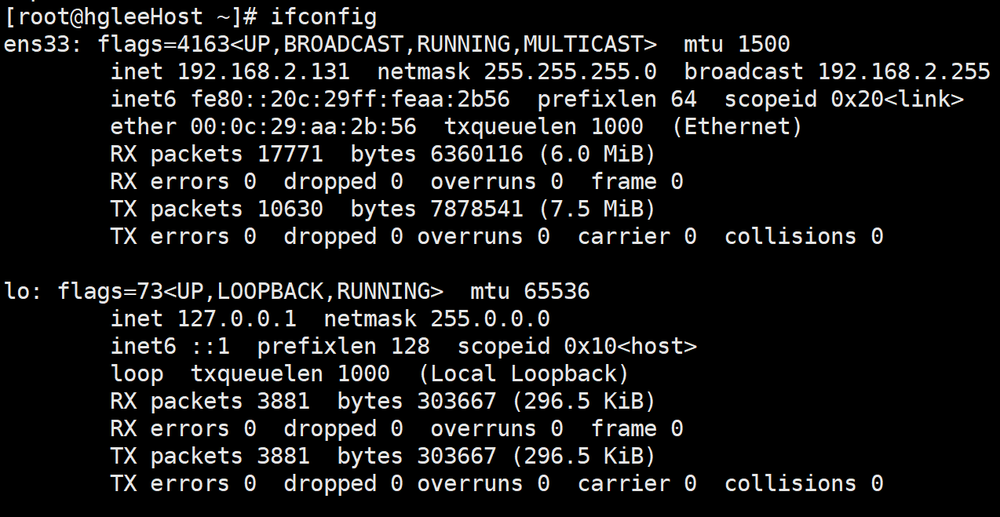 [root@hgleeHost ~]# ifconfig
ens33: flags=4163<UP,BROADCAST,RUNNING,MULTICAST>  mtu 1500
        inet 192.168.2.131  netmask 255.255.255.0  broadcast 192.168.2.255
        inet6 fe80::20c:29ff:feaa:2b56  prefixlen 64  scopeid 0x20<link>
        ether 00:0c:29:aa:2b:56  txqueuelen 1000  (Ethernet)
        RX packets 17771  bytes 6360116 (6.0 MiB)
        RX errors 0  dropped 0  overruns 0  frame 0
        TX packets 10630  bytes 7878541 (7.5 MiB)
        TX errors 0  dropped 0 overruns 0  carrier 0  collisions 0

lo: flags=73<UP,LOOPBACK,RUNNING>  mtu 65536
        inet 127.0.0.1  netmask 255.0.0.0
        inet6 ::1  prefixlen 128  scopeid 0x10<host>
        loop  txqueuelen 1000  (Local Loopback)
        RX packets 3881  bytes 303667 (296.5 KiB)
        RX errors 0  dropped 0  overruns 0  frame 0
        TX packets 3881  bytes 303667 (296.5 KiB)
        TX errors 0  dropped 0 overruns 0  carrier 0  collisions 0